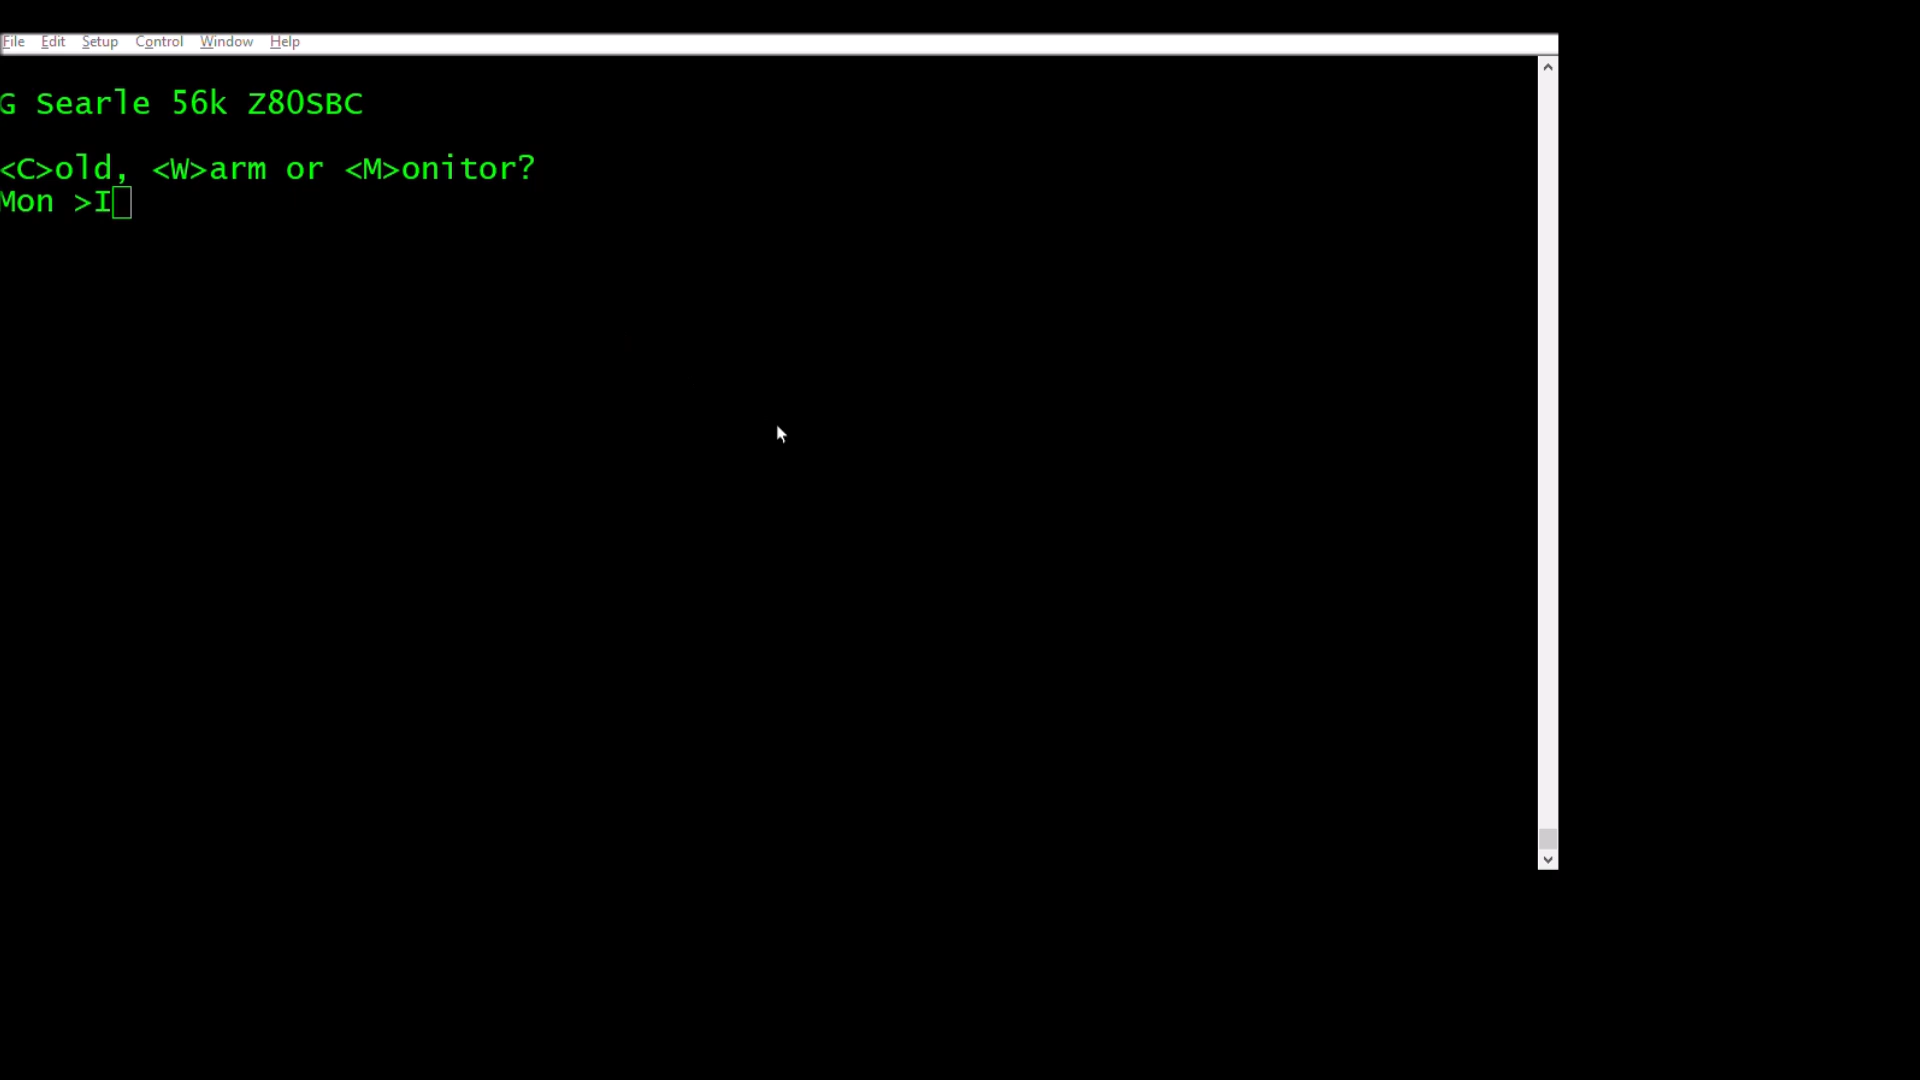 File Edit Setup Control Window Help
G Searle 56k Z80SBC
<C>old, <W>arm or <M>onitor?
Mon >I